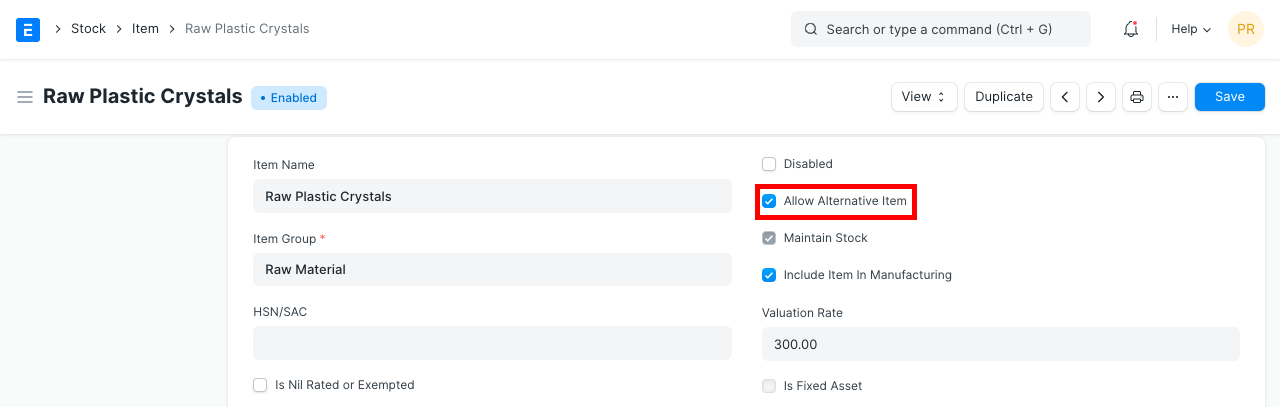 E Stock Item Raw Plastic Crystals Search or type a command (Ctrl + G) Help PR
Raw Plastic Crystals Enabled View Duplicate ... Save
Item Name
Raw Plastic Crystals
Item Group *
Raw Material
HSN/SAC
Is Nil Rated or Exempted
Disabled
Allow Alternative Item
Maintain Stock
Include Item In Manufacturing
Valuation Rate
300.00
Is Fixed Asset